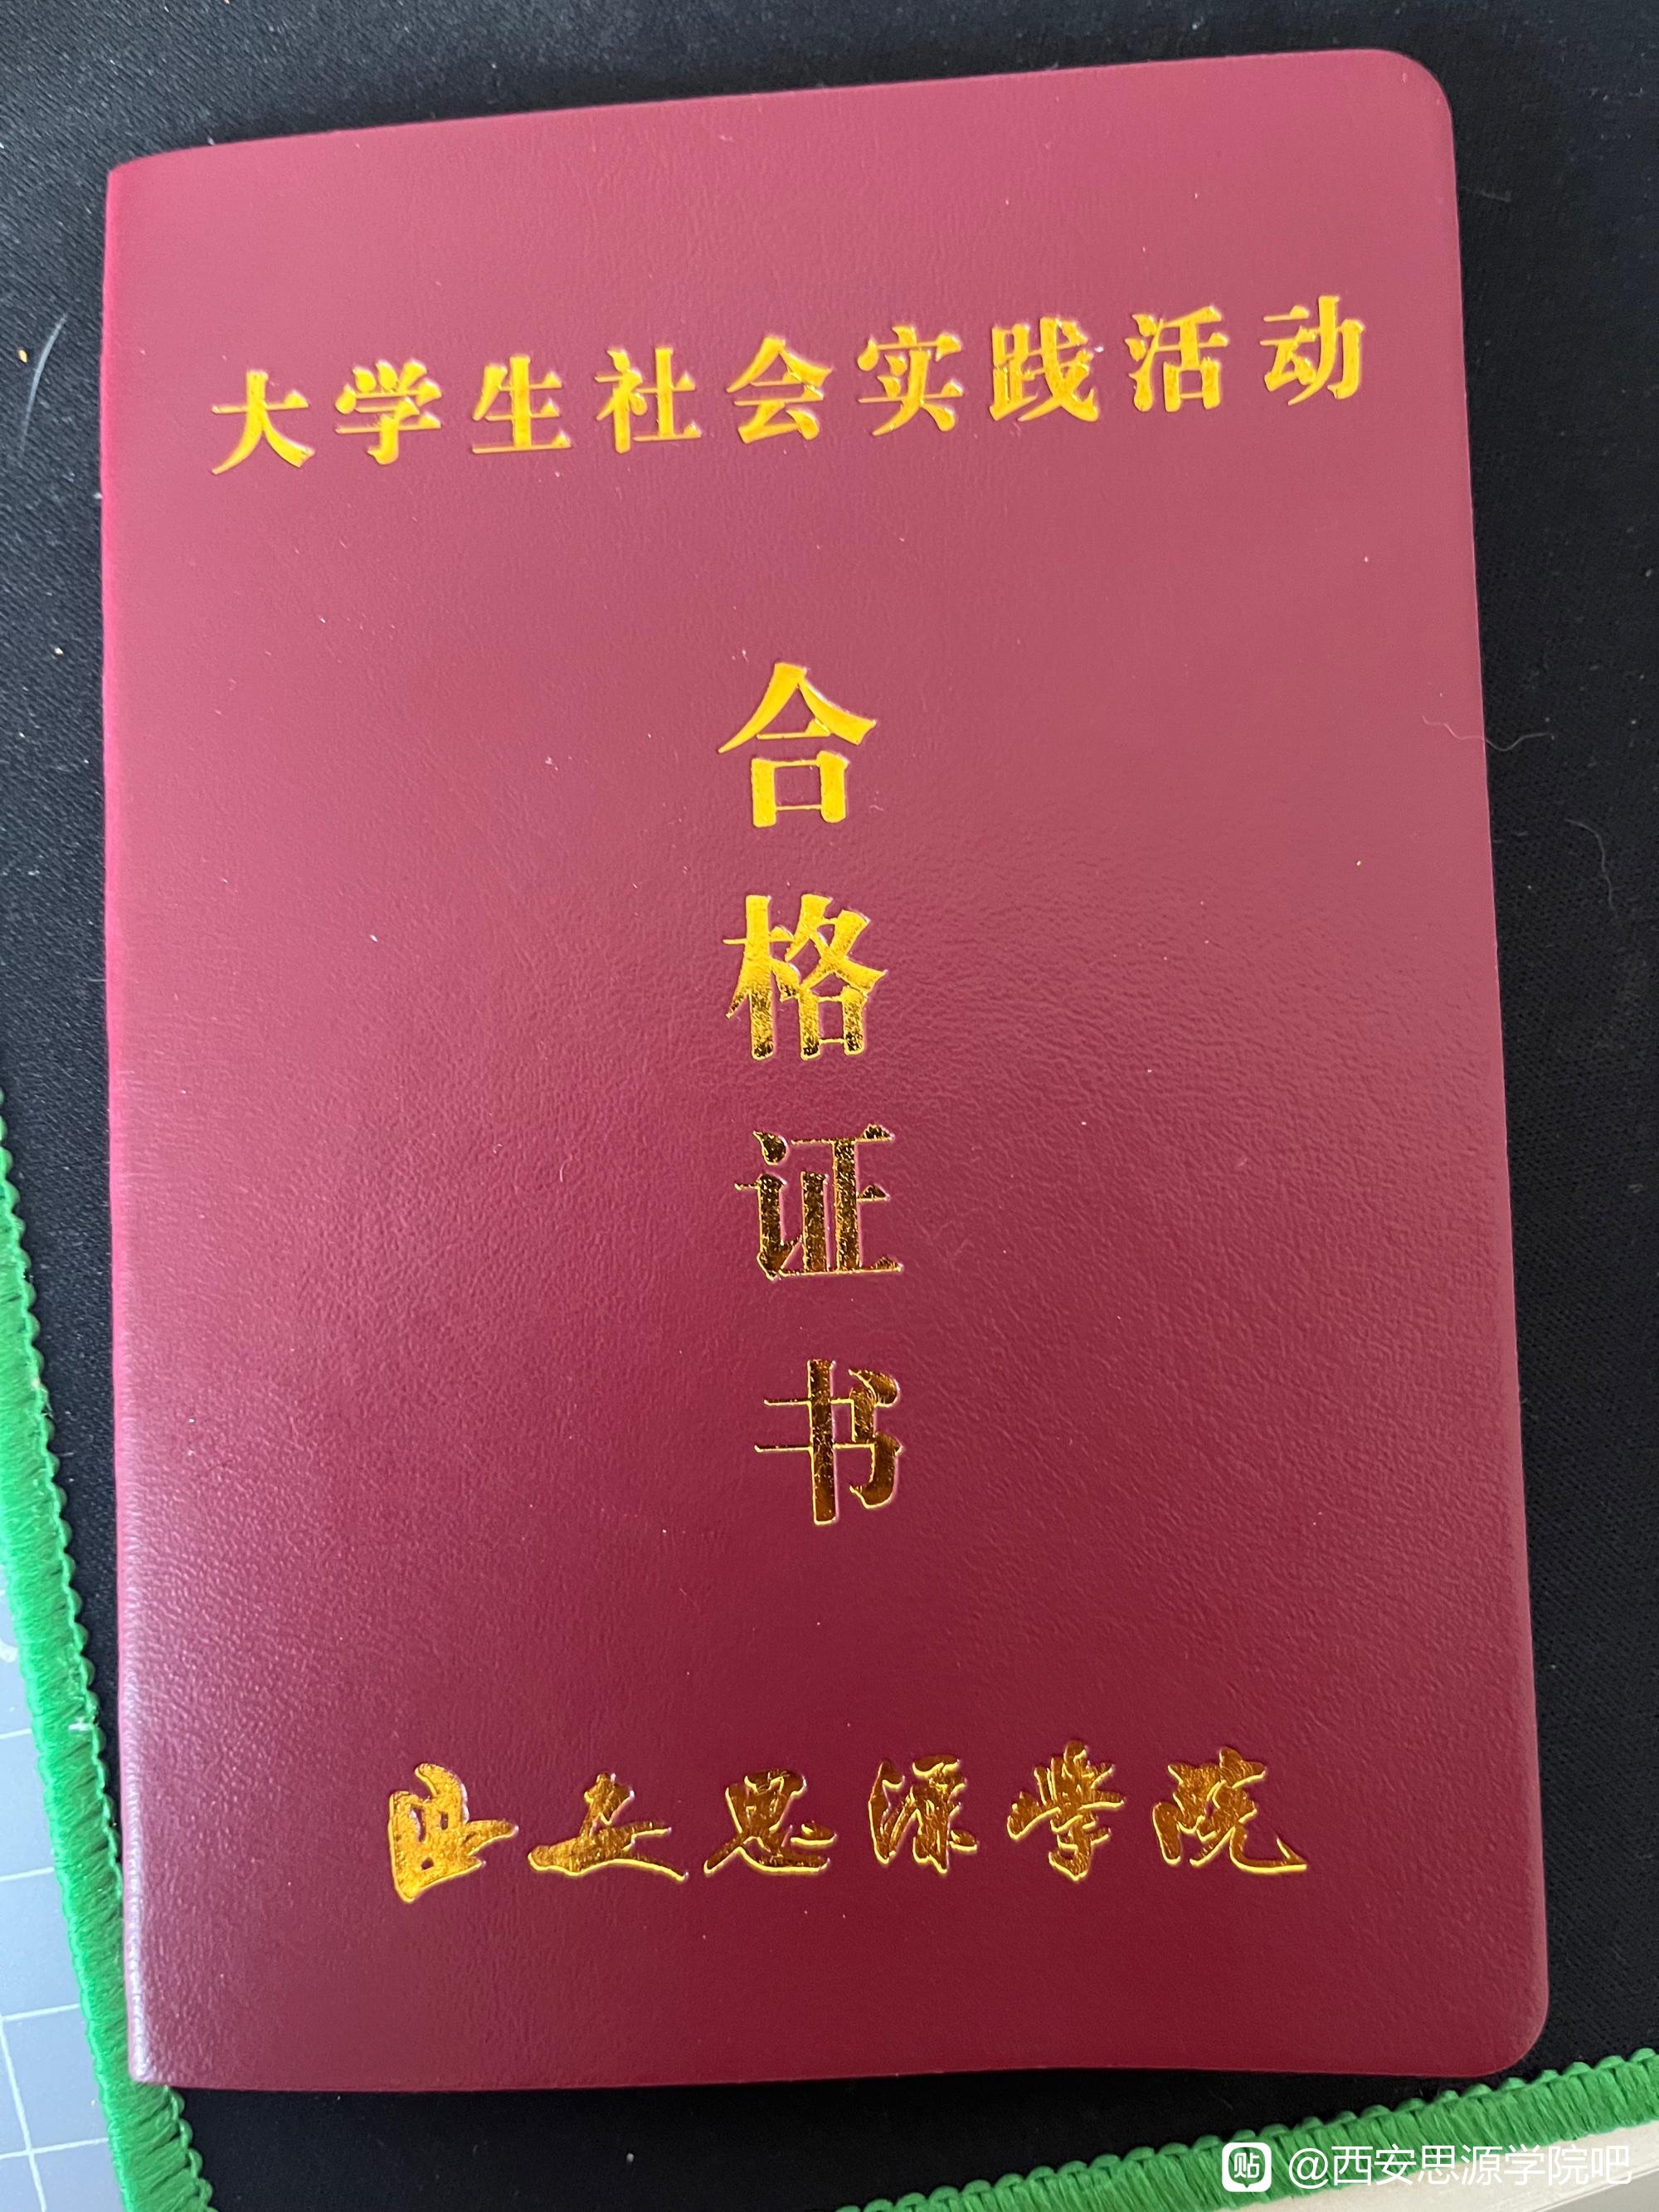 大学生社会实践活动
合
格
证
书
西安思源学院
贴 @西安思源学院吧